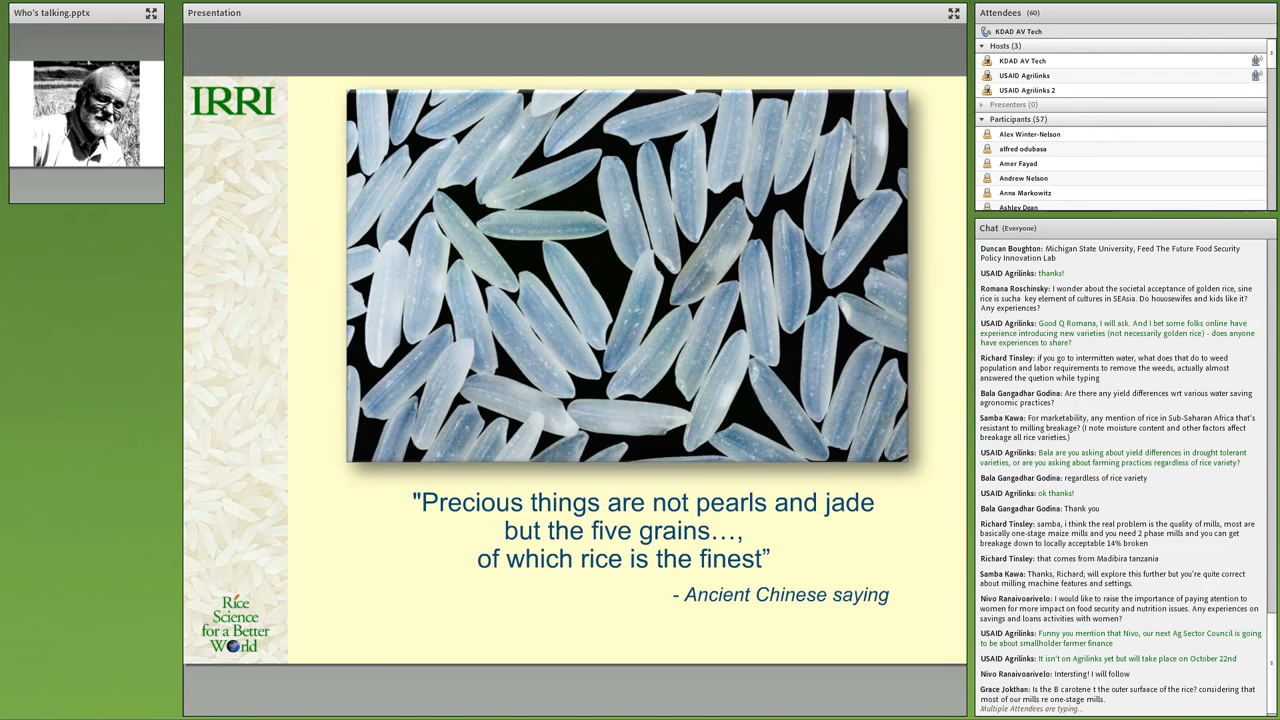 Who's talking.pptx
Presentation
IRRI
"Precious things are not pearls and jade
but the five grains…,
of which rice is the finest”
- Ancient Chinese saying
Rice
Science
for a Better
World
Attendees (60)
KDAD AV Tech
Hosts (3)
KDAD AV Tech
USAID Agrilinks
USAID Agrilinks 2
Presenters (0)
Participants (57)
Alex Winter-Nelson
alfred odubasa
Amer Fayad
Andrew Nelson
Anna Markowitz
Ashley Dean
Chat (Everyone)
Duncan Boughton: Michigan State University, Feed The Future Food Security
Policy Innovation Lab
USAID Agrilinks: thanks!
Romana Roschinsky: I wonder about the societal acceptance of golden rice, sine
rice is sucha key element of cultures in SEAsia. Do houosewifes and kids like it?
Any experiences?
USAID Agrilinks: Good Q Romana, I will ask. And I bet some folks online have
experience introducing new varieties (not necessarily golden rice) - does anyone
have experiences to share?
Richard Tinsley: if you go to intermitten water, what does that do to weed
population and labor requirements to remove the weeds, actually almost
answered the quetion while typing
Bala Gangadhar Godina: Are there any yield differences wrt various water saving
agronomic practices?
Samba Kawa: For marketability, any mention of rice in Sub-Saharan Africa that's
resistant to milling breakage? (I note moisture content and other factors affect
breakage all rice varieties.)
USAID Agrilinks: Bala are you asking about yield differences in drought tolerant
varieties, or are you asking about farming practices regardless of rice variety?
Bala Gangadhar Godina: regardless of rice variety
USAID Agrilinks: ok thanks!
Bala Gangadhar Godina: Thank you
Richard Tinsley: samba, i think the real problem is the quality of mills, most are
basically one-stage maize mills and you need 2 phase mills and you can get
breakage down to locally acceptable 14% broken
Richard Tinsley: that comes from Madibira tanzania
Samba Kawa: Thanks, Richard; will explore this further but you're quite correct
about milling machine features and settings.
Nivo Ranaivoarivelo: I would like to raise the importance of paying atention to
women for more impact on food security and nutrition issues. Any experiences on
savings and loans activities with women?
USAID Agrilinks: Funny you mention that Nivo, our next Ag Sector Council is going
to be about smallholder farmer finance
USAID Agrilinks: It isn't on Agrilinks yet but will take place on October 22nd
Nivo Ranaivoarivelo: Intersting! I will follow
Grace Jokthan: Is the B carotene t the outer surfaace of the rice? considering that
most of our mills re one-stage mills.
Multiple Attendees are typing...